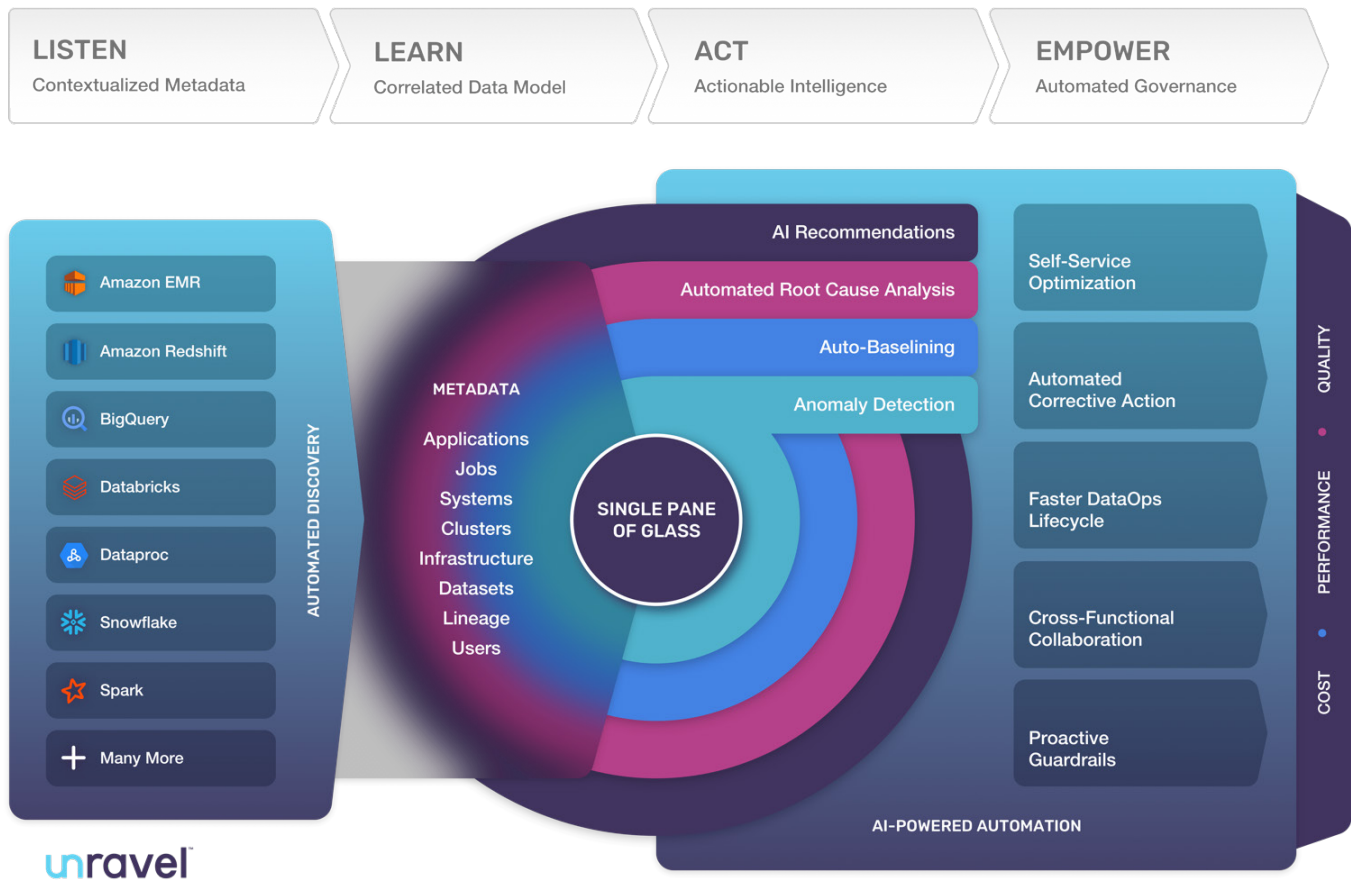 LISTEN
Contextualized Metadata
LEARN
Correlated Data Model
ACT
Actionable Intelligence
EMPOWER
Automated Governance
Amazon EMR
Amazon Redshift
BigQuery
Databricks
Dataproc
Snowflake
Spark
Many More
AUTOMATED DISCOVERY
METADATA
Applications
Jobs
Systems
Clusters
Infrastructure
Datasets
Lineage
Users
SINGLE PANE
OF GLASS
AI Recommendations
Automated Root Cause Analysis
Auto-Baselining
Anomaly Detection
Self-Service
Optimization
Automated
Corrective Action
Faster DataOps
Lifecycle
Cross-Functional
Collaboration
Proactive
Guardrails
AI-POWERED AUTOMATION
COST • PERFORMANCE • QUALITY
unravel™